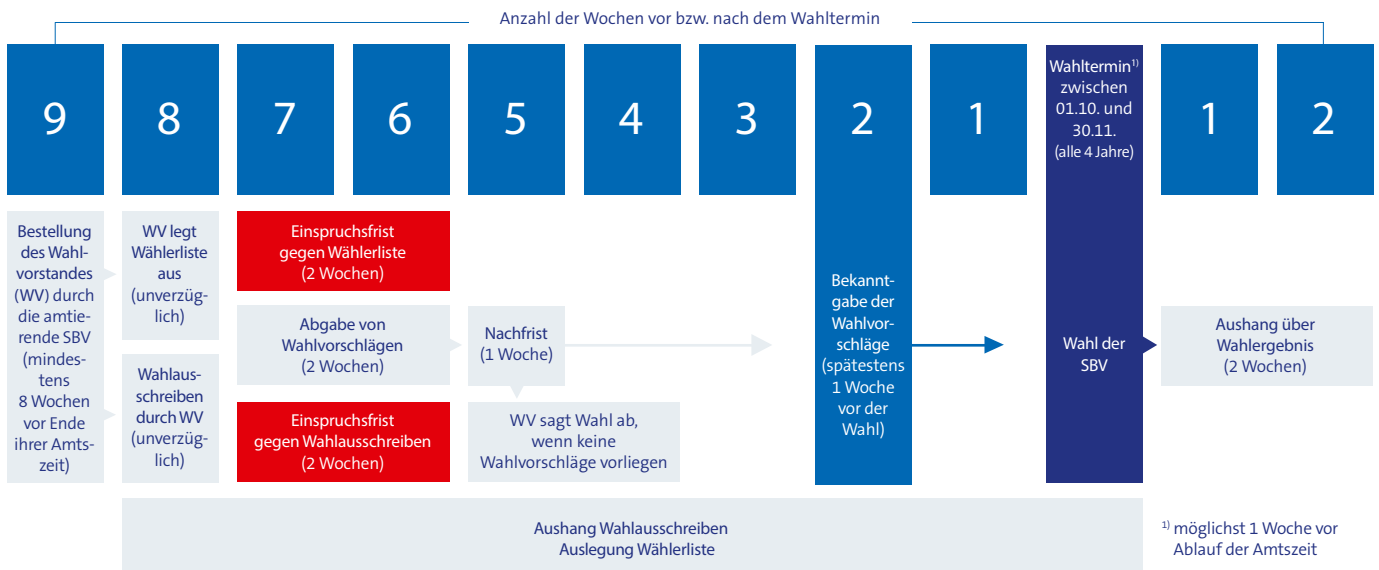 Anzahl der Wochen vor bzw. nach dem Wahltermin
9
8
7
6
5
4
3
2
1
Wahltermin1)
zwischen
01.10. und
30.11.
(alle 4 Jahre)
1
2
Bestellung
des Wahl-
vorstandes
(WV) durch
die amtie-
rende SBV
(mindes-
tens
8 Wochen
vor Ende
ihrer Amts-
zeit)
WV legt
Wählerliste
aus
(unverzüg-
lich)
Wahlaus-
schreiben
durch WV
(unverzüg-
lich)
Einspruchsfrist
gegen Wählerliste
(2 Wochen)
Abgabe von
Wahlvorschlägen
(2 Wochen)
Einspruchsfrist
gegen Wahlausschreiben
(2 Wochen)
Nachfrist
(1 Woche)
WV sagt Wahl ab,
wenn keine
Wahlvorschläge vorliegen
Bekannt-
gabe der
Wahlvor-
schläge
(spätestens
1 Woche
vor der
Wahl)
Wahl der
SBV
Aushang über
Wahlergebnis
(2 Wochen)
Aushang Wahlausschreiben
Auslegung Wählerliste
1) möglichst 1 Woche vor
Ablauf der Amtszeit